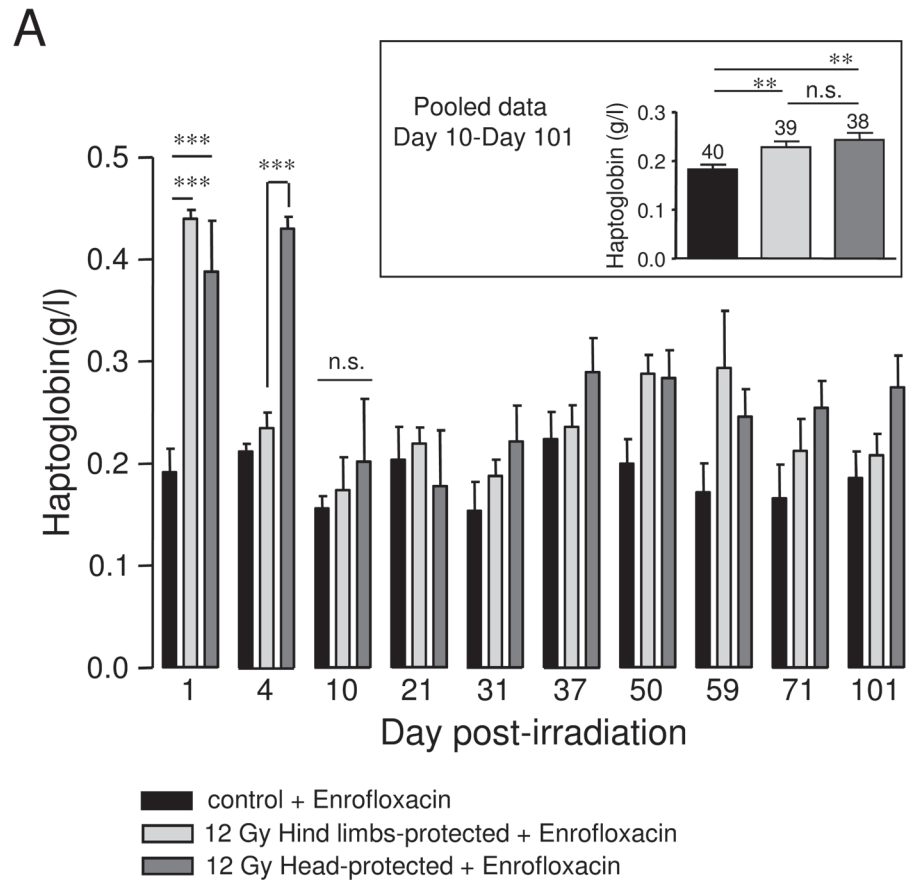 A
Pooled data
Day 10-Day 101
Haptoglobin (g/l)
0.3
0.2
0.1
0.0
**
**
n.s.
40
39
38
Haptoglobin(g/l)
0.5
0.4
0.3
0.2
0.1
0.0
***
***
***
n.s.
1 4 10 21 31 37 50 59 71 101
Day post-irradiation
control + Enrofloxacin
12 Gy Hind limbs-protected + Enrofloxacin
12 Gy Head-protected + Enrofloxacin